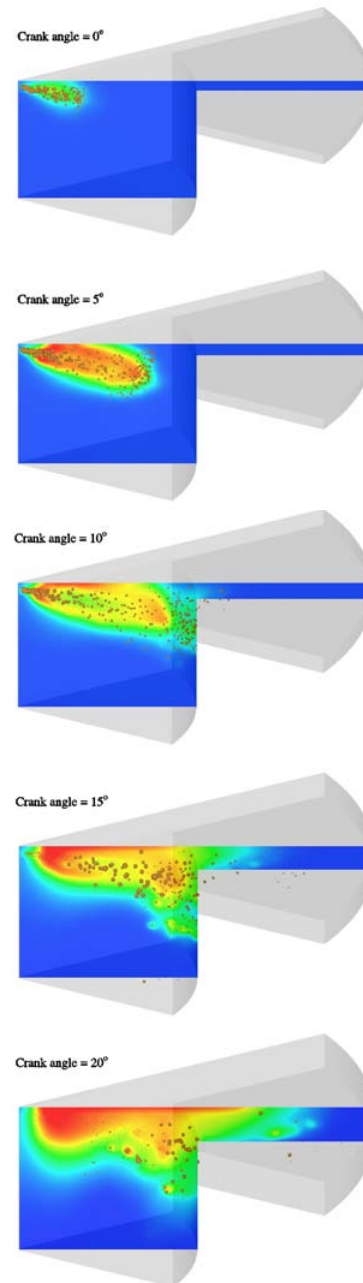 Crank angle = 0°
Crank angle = 5°
Crank angle = 10°
Crank angle = 15°
Crank angle = 20°